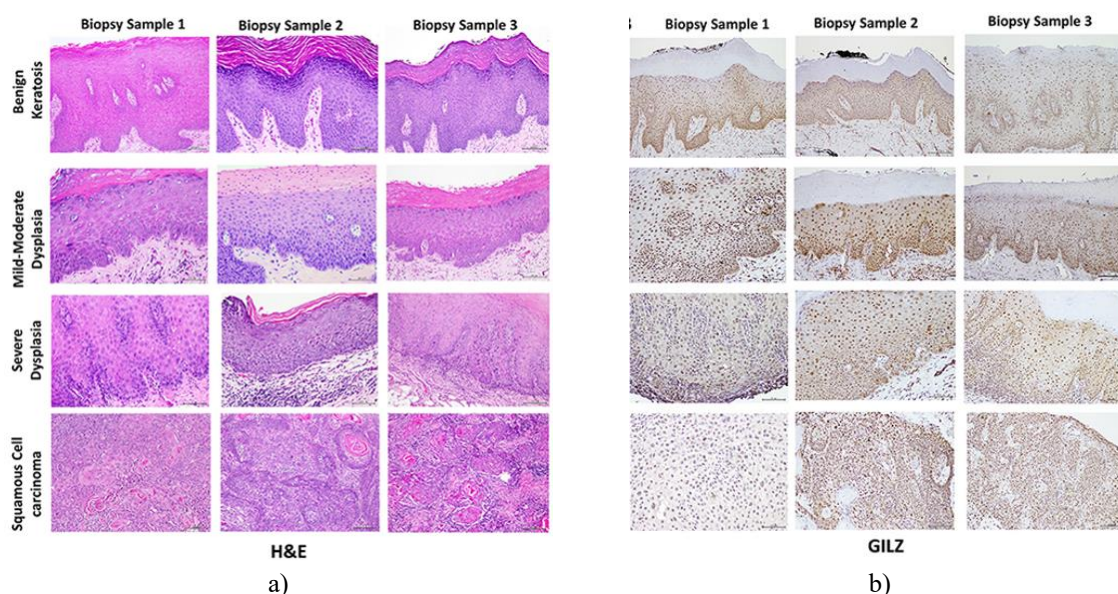 Biopsy Sample 1 Biopsy Sample 2 Biopsy Sample 3
Benign
Keratosis
Mild-Moderate
Dysplasia
Severe
Dysplasia
Squamous Cell
carcinoma
H&E
a)
Biopsy Sample 1 Biopsy Sample 2 Biopsy Sample 3
GILZ
b)